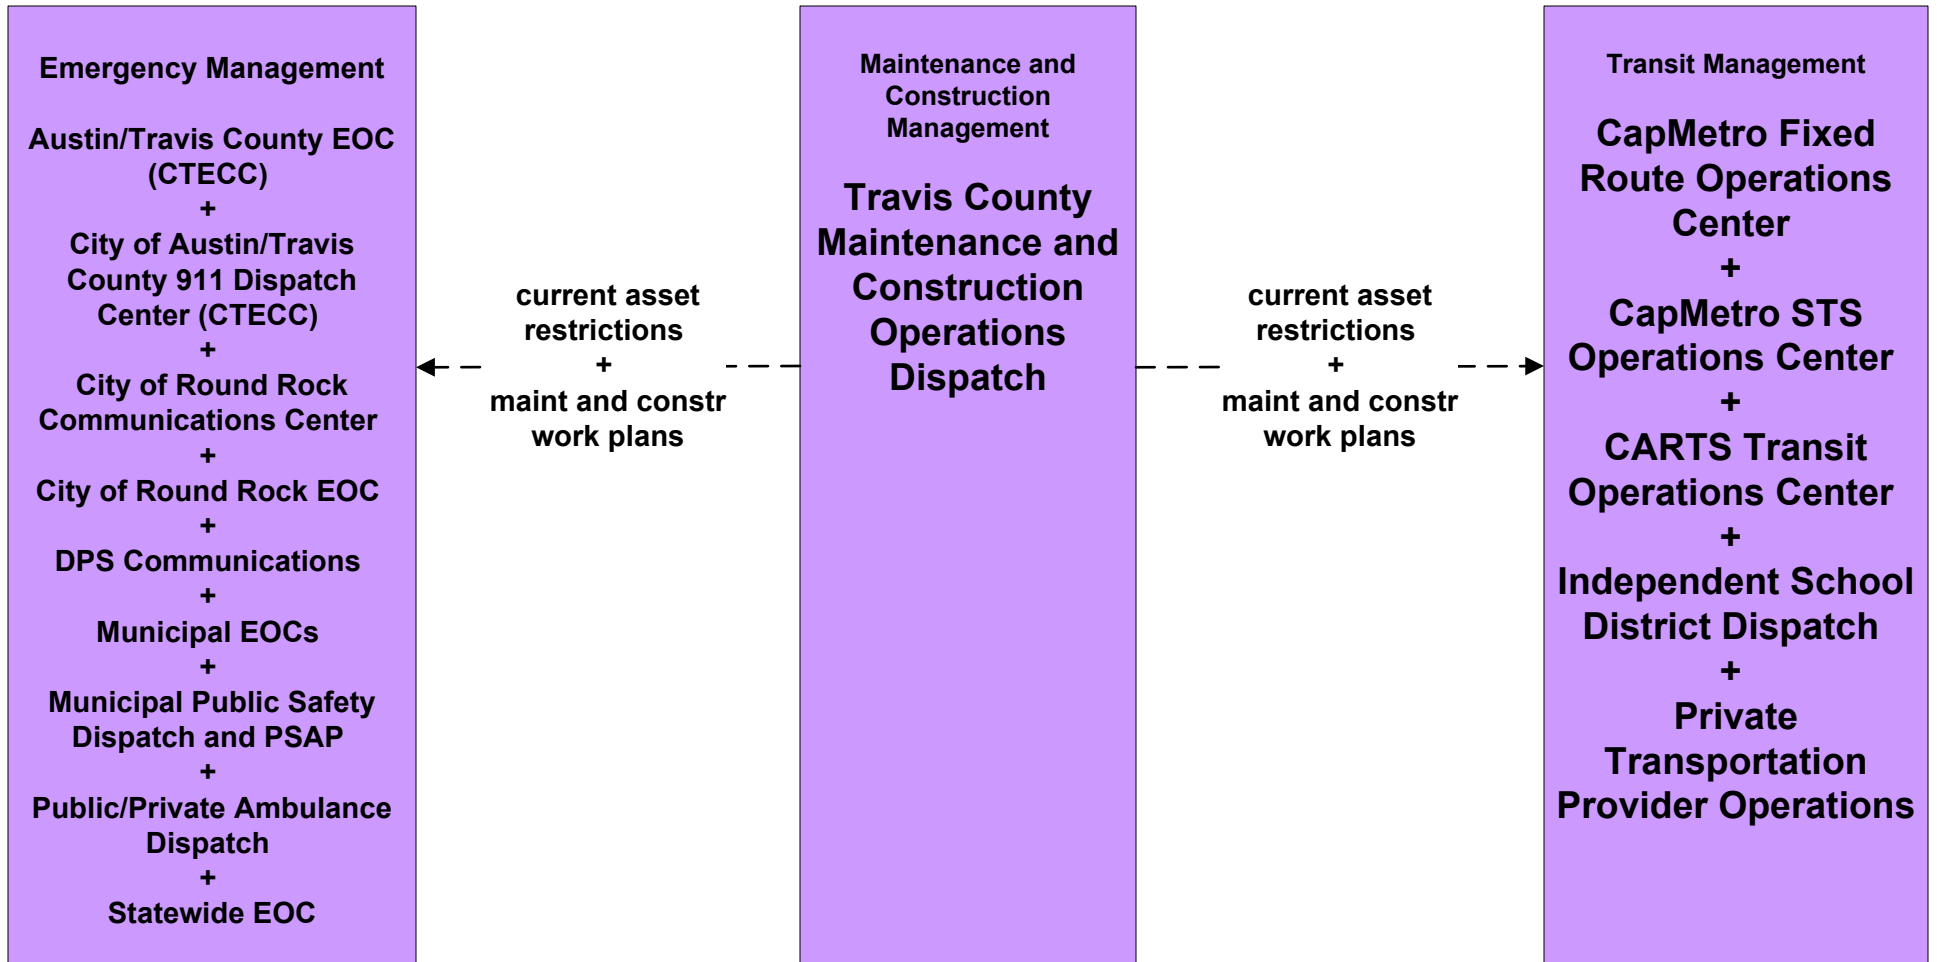 Emergency Management
Austin/Travis County EOC
(CTECC)
+
City of Austin/Travis
County 911 Dispatch
Center (CTECC)
+
City of Round Rock
Communications Center
+
City of Round Rock EOC
+
DPS Communications
+
Municipal EOCs
+
Municipal Public Safety
Dispatch and PSAP
+
Public/Private Ambulance
Dispatch
+
Statewide EOC
current asset
restrictions
+
maint and constr
work plans
Maintenance and
Construction
Management
Travis County
Maintenance and
Construction
Operations
Dispatch
current asset
restrictions
+
maint and constr
work plans
Transit Management
CapMetro Fixed
Route Operations
Center
+
CapMetro STS
Operations Center
+
CARTS Transit
Operations Center
+
Independent School
District Dispatch
+
Private
Transportation
Provider Operations